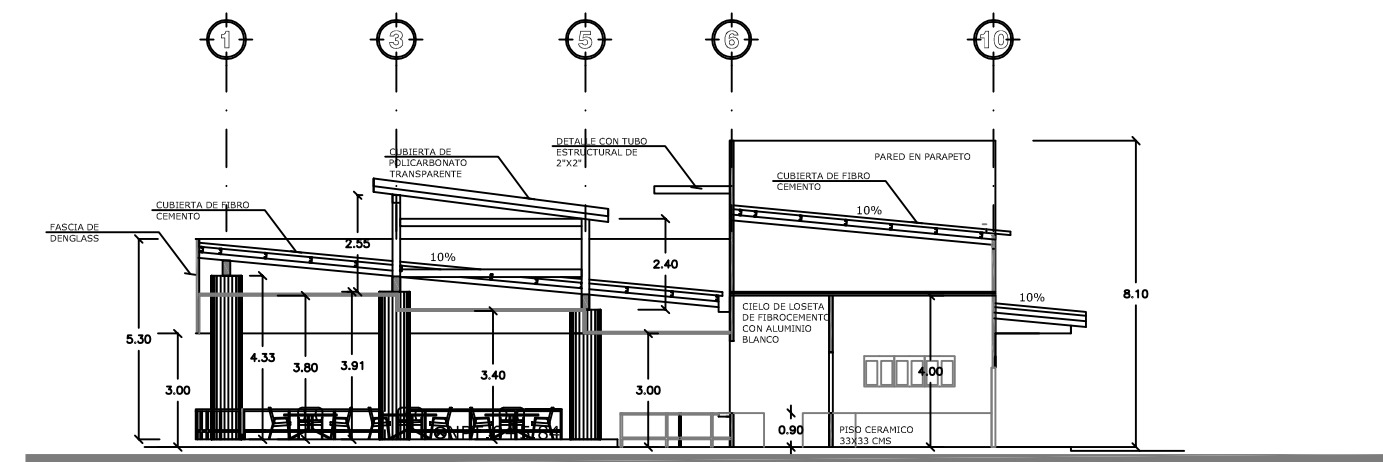 1 3 5 6 10
DETALLE CON TUBO
ESTRUCTURAL DE
2"X2"
CUBIERTA DE
POLICARBONATO
TRANSPARENTE
PARED EN PARAPETO
CUBIERTA DE FIBRO
CEMENTO
CUBIERTA DE FIBRO
CEMENTO
10%
FASCIA DE
DENGLASS
2.55
10%
2.40
8.10
10%
CIELO DE LOSETA
DE FIBROCEMENTO
CON ALUMINIO
BLANCO
5.30
4.33
3.80
3.91
3.40
4.00
3.00
3.00
0.90
PISO CERAMICO
33X33 CMS